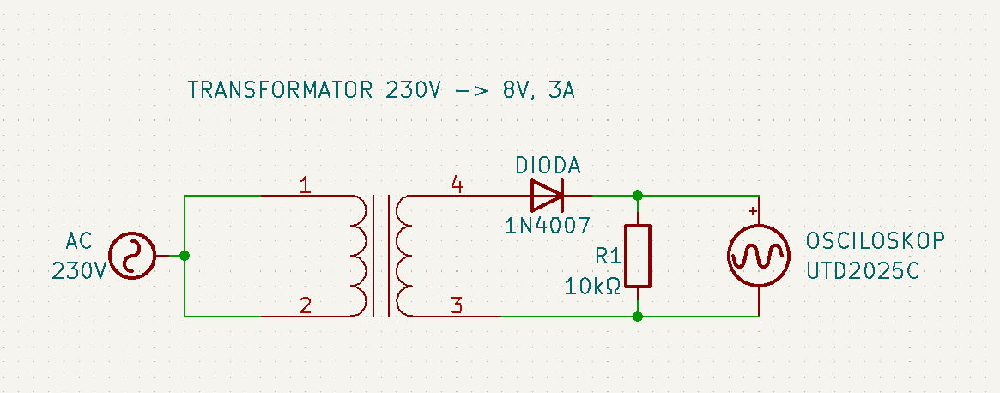 TRANSFORMATOR 230V -> 8V, 3A
DIODA
1N4007
1
4
2
3
AC
230V
R1
10kΩ
+
OSCILOSKOP
UTD2025C